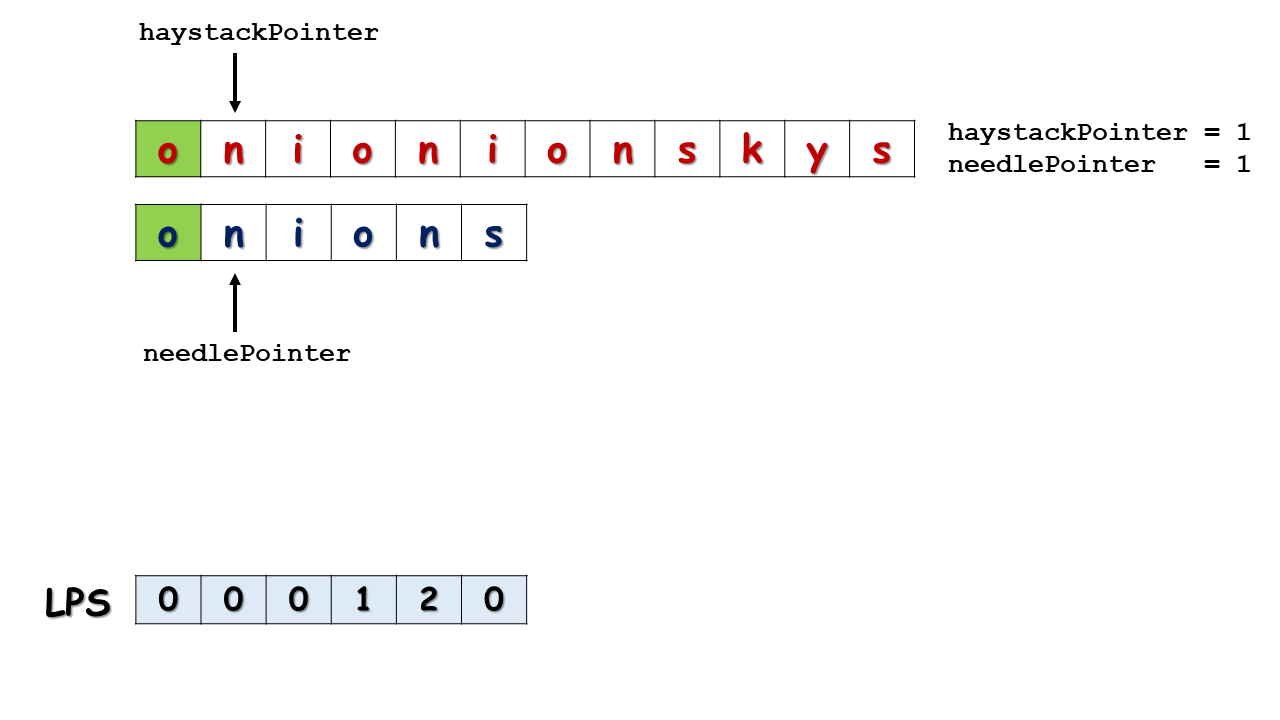 haystackPointer
o n i o n i o n s k y s
haystackPointer = 1
needlePointer = 1
o n i o n s
needlePointer
LPS 0 0 0 1 2 0